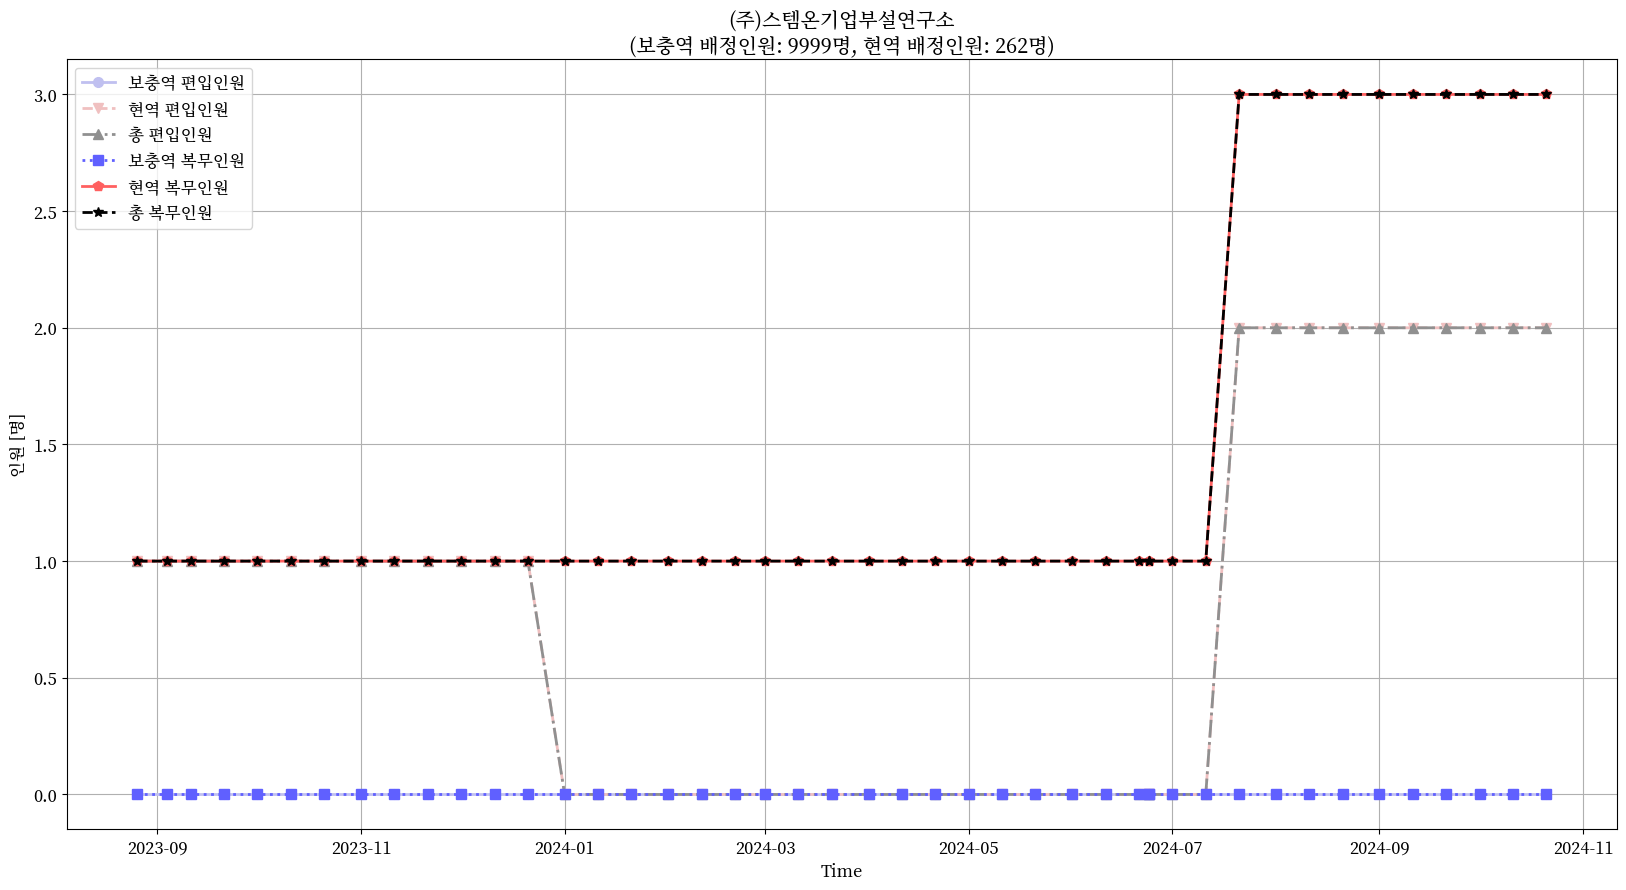 (주)스템온기업부설연구소
(보충역 배정인원: 9999명, 현역 배정인원: 262명)
보충역 편입인원
현역 편입인원
총 편입인원
보충역 복무인원
현역 복무인원
총 복무인원
3.0
2.5
2.0
1.5
1.0
0.5
0.0
인원 [명]
2023-09 2023-11 2024-01 2024-03 2024-05 2024-07 2024-09 2024-11
Time